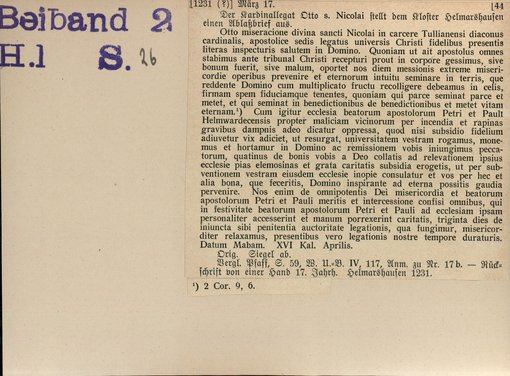 Beiband 2
H.1 S. 26
[1231 (?)] März 17. [44
Der Kardinallegat Otto s. Nicolai stellt dem Kloster Helmarshausen
einen Ablaßbrief aus.
Otto miseracione divina sancti Nicolai in carcere Tullianensi diaconus
cardinalis, apostolice sedis legatus universis Christi fidelibus presentis
literas inspecturis salutem in Domino. Quoniam ut ait apostolus omnes
stabimus ante tribunal Christi recepturi prout in corpore gessimus, sive
bonum fuerit, sive malum, oportet nos diem messionis extreme miseri-
cordie operibus prevenire et eternorum intuitu seminare in terris, que
reddente Domino cum multiplicato fructu recolligere debeamus in celis,
firmam spem fiduciamque tenentes, quoniam qui parce seminat parce et
metet, et qui seminat in benedictionibus de benedictionibus et metet vitam
eternam.¹) Cum igitur ecclesia beatorum apostolorum Petri et Pauli
Helmwardecensis propter maliciam vicinorum per incendia et rapinas
gravibus dampnis adeo dicatur oppressa, quod nisi subsidio fidelium
adiuvetur vix adiciet, ut resurgat, universitatem vestram rogamus, mone-
mus et hortamur in Domino ac remissionem vobis iniungimus pecca-
torum, quatinus de bonis vobis a Deo collatis ad relevationem ipsius
ecclesie pias elemosinas et grata caritatis subsidia erogetis, ut per sub-
ventionem vestram eiusdem ecclesie inopie consulatur et vos per hec et
alia bona, que feceritis, Domino inspirante ad eterna possitis gaudia
pervenire. Nos enim de omnipotentis Dei misericordia et beatorum
apostolorum Petri et Pauli meritis et intercessione confisi omnibus, qui
in festivitate beatorum apostolorum Petri et Pauli ad ecclesiam ipsam
personaliter accesserint et manum porrexerint caritatis, triginta dies de
iniuncta sibi penitentia auctoritate legationis, qua fungimur, misericor-
diter relaxamus, presentibus vero legationis nostre tempore duraturis.
Datum Mabam. XVI Kal. Aprilis.
Orig. Siegel ab.
Vergl. Pfaff, S. 59, W. U.-B. IV, 117, Anm. zu Nr. 17b. — Rück-
schrift von einer Hand 17. Jahrh. Helmarshausen 1231.
¹) 2 Cor. 9, 6.